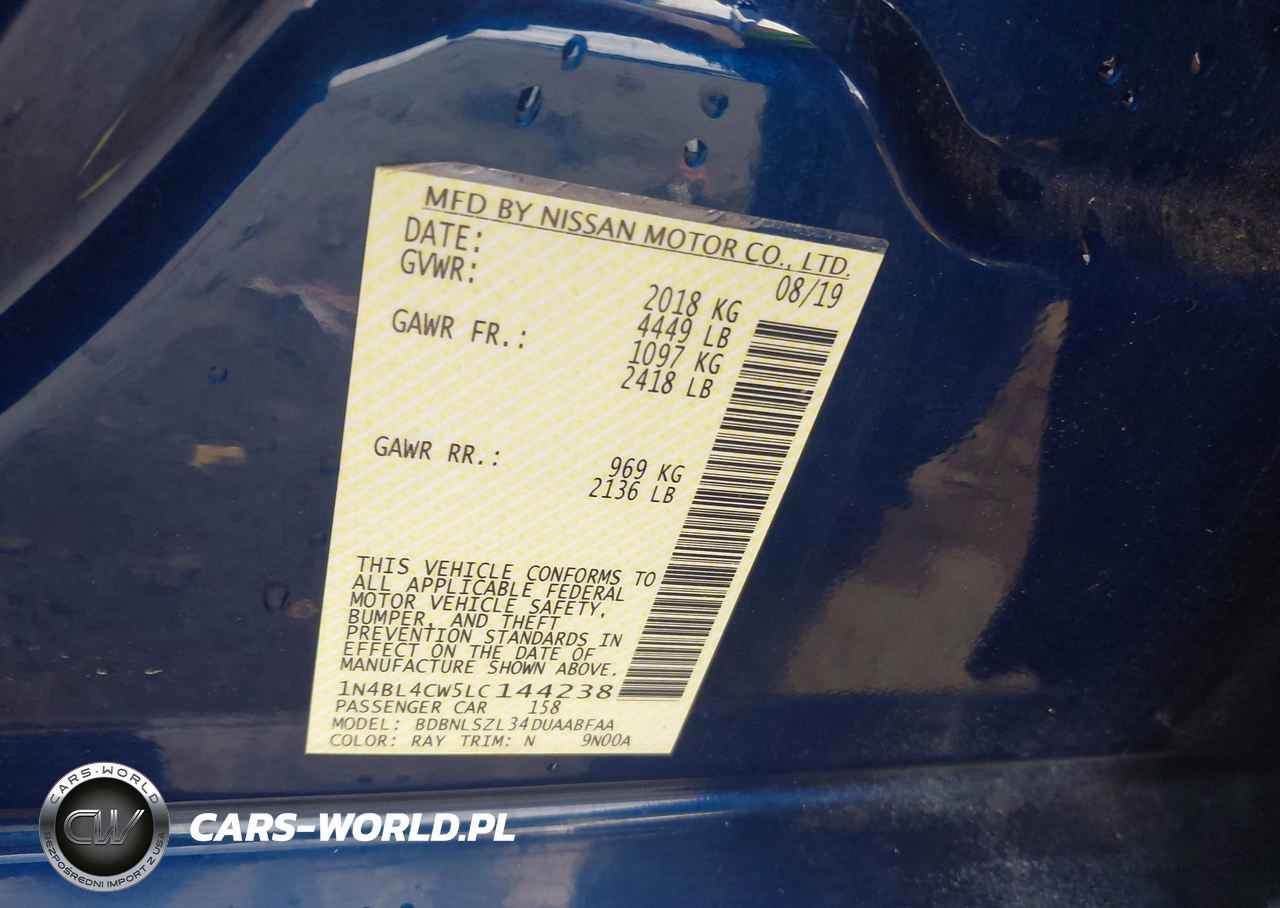 MFD BY NISSAN MOTOR CO., LTD.
DATE: 08/19
GVWR: 2018 KG
4449 LB
GAWR FR.: 1097 KG
2418 LB
GAWR RR.: 969 KG
2136 LB
THIS VEHICLE CONFORMS TO
ALL APPLICABLE FEDERAL
MOTOR VEHICLE SAFETY,
BUMPER, AND THEFT
PREVENTION STANDARDS IN
EFFECT ON THE DATE OF
MANUFACTURE SHOWN ABOVE.
1N4BL4CW5LC144238
PASSENGER CAR 158
MODEL: BDBNLSZL34DUAABFAA
COLOR: RAY TRIM: N 9N00A
CARS-WORLD
CW
BEZPOŚREDNI IMPORT Z USA
CARS-WORLD.PL